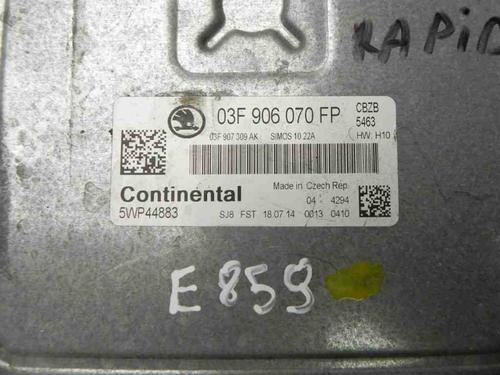 RAPID
03F 906 070 FP
CBZB
5463
03F 907 309 AK SIMOS 10.22A HW: H10
Continental
5WP44883
Made in Czech Rep.
04 4294
SJ8 FST 18.07.14 0013 0410
E859